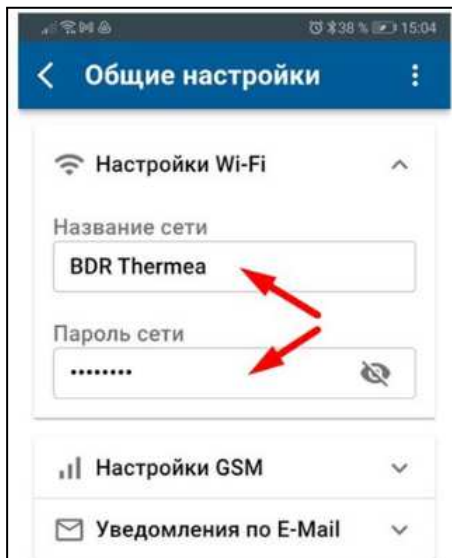 38 % 15:04
Общие настройки
Настройки Wi-Fi
Название сети
BDR Thermea
Пароль сети
••••••••
Настройки GSM
Уведомления по E-Mail